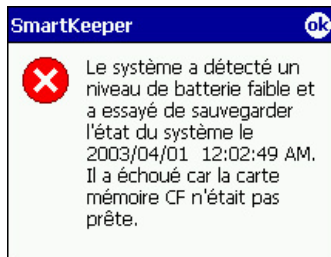 SmartKeeper ok
Le système a détecté un
niveau de batterie faible et
a essayé de sauvegarder
l'état du système le
2003/04/01 12:02:49 AM.
Il a échoué car la carte
mémoire CF n'était pas
prête.